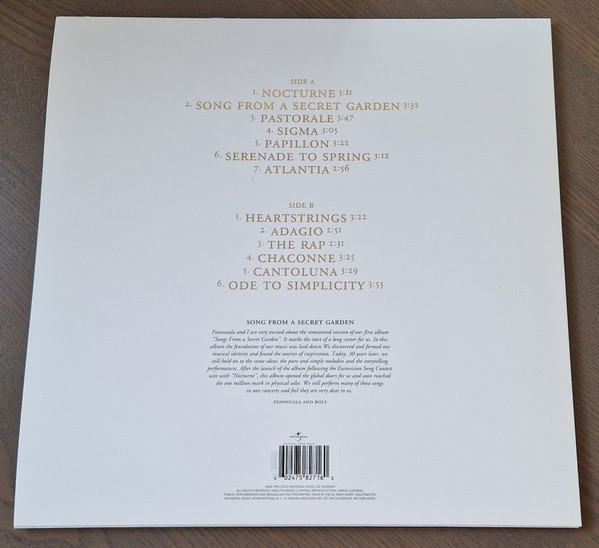 SIDE A
1. NOCTURNE 3:11
2. SONG FROM A SECRET GARDEN 3:32
3. PASTORALE 3:47
4. SIGMA 3:05
5. PAPILLON 3:22
6. SERENADE TO SPRING 3:12
7. ATLANTIA 2:56
SIDE B
1. HEARTSTRINGS 3:22
2. ADAGIO 2:51
3. THE RAP 2:31
4. CHACONNE 3:25
5. CANTOLUNA 3:29
6. ODE TO SIMPLICITY 3:53
SONG FROM A SECRET GARDEN
Fionnuala and I are very excited about the remastered version of our first album
"Songs From a Secret Garden". It marks the start of a long career for us. In this
album the foundation of our music was laid down. We discovered and formed our
musical identity and found the sources of inspiration. Today, 30 years later, we
still hold on to the same ideas: the pure and simple melodies and the storytelling
performances. After the launch of the album following the Eurovision Song Contest
win with "Nocturne", this album opened the global doors for us and soon reached
the one million mark in physical sales. We still perform many of these songs
in our concerts and feel they are very dear to us.
FIONNUALA AND ROLF
UNIVERSAL
6 02475 82716 0